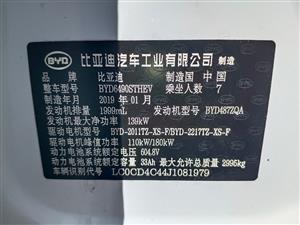 BYD 比亚迪汽车工业有限公司 制造
品牌 比亚迪 制造国 中国
整车型号 BYD6490STHEV 乘坐人数 7
制造年月 2019 年 01 月
发动机排量 1999mL 发动机型号 BYD487ZQA
发动机最大净功率 139kW
驱动电机型号 BYD-2011TZ-XS-F/BYD-2217TZ-XS-F
驱动电机峰值功率 110kW/180kW
动力电池系统额定电压 604.8V
动力电池系统额定容量 33Ah 最大允许总质量 2995kg
车辆识别代号 LC0CD4C44J1081979